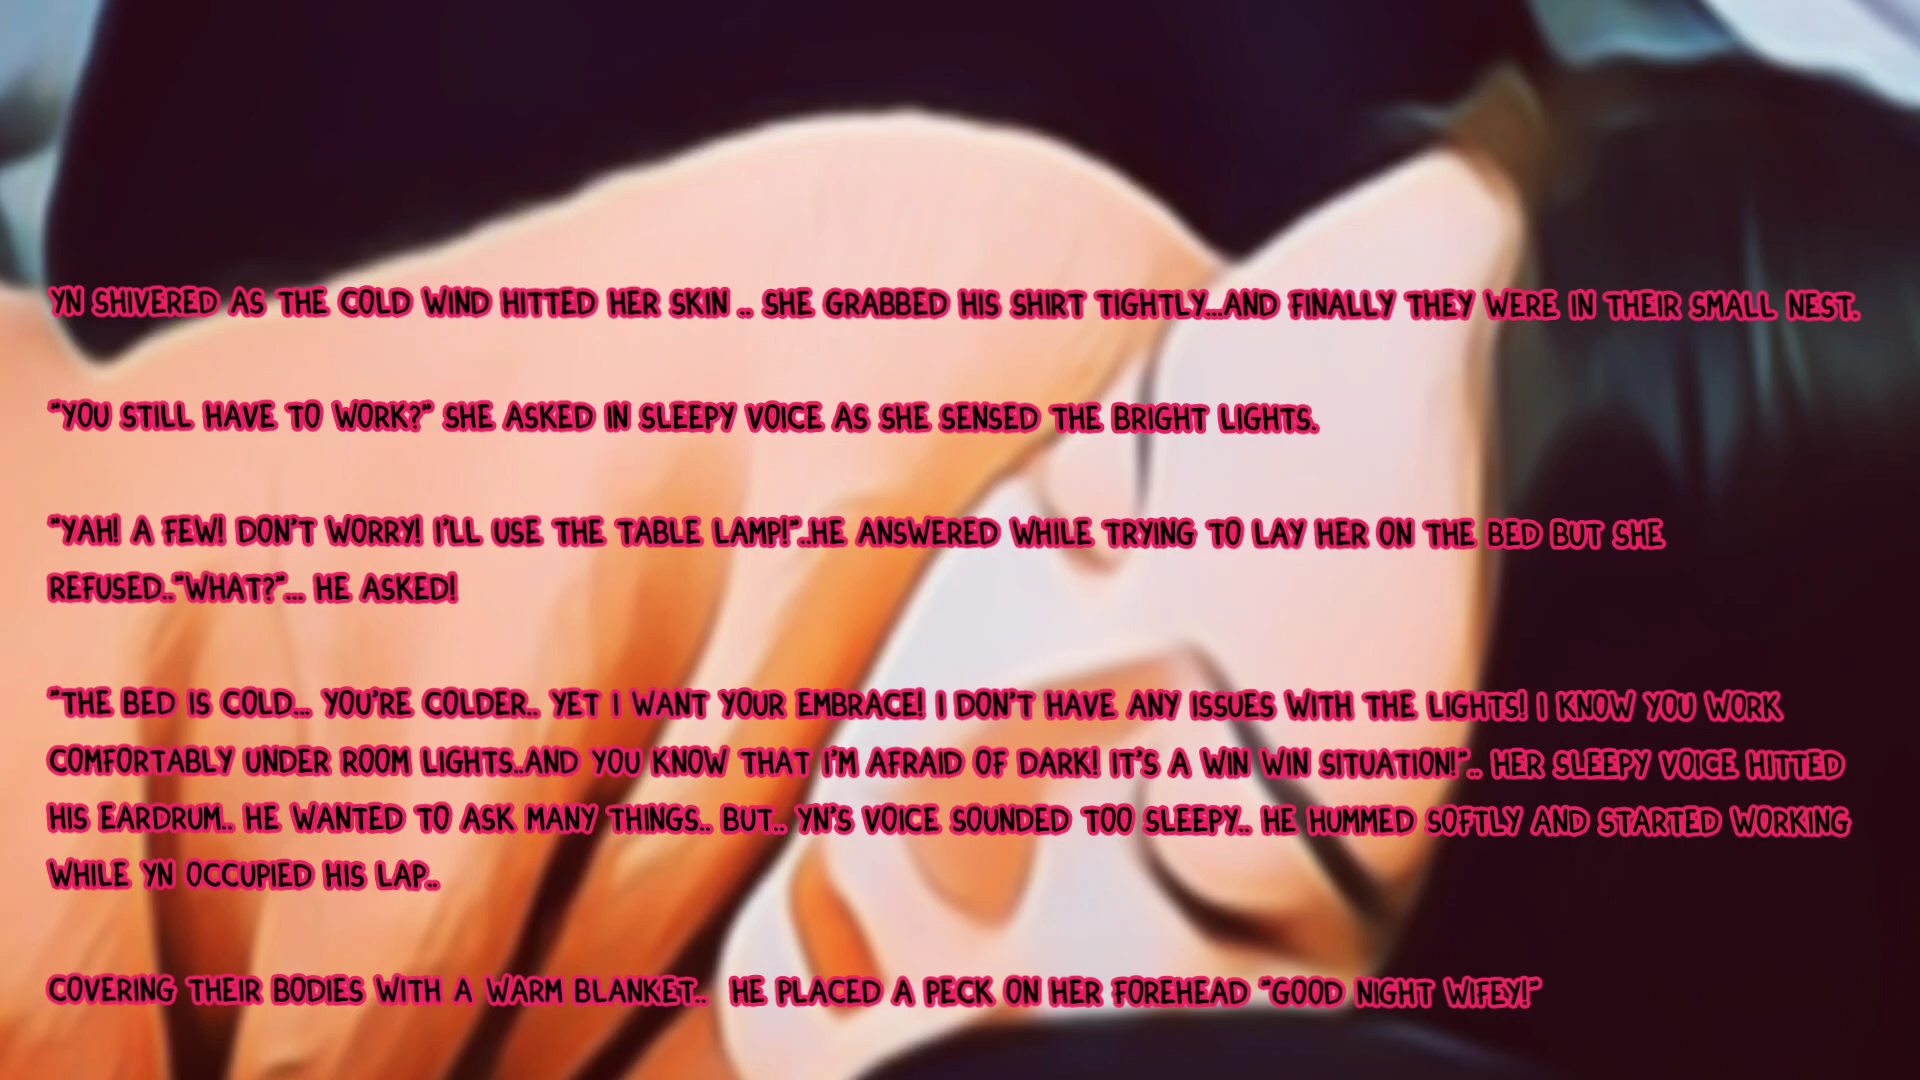 YN SHIVERED AS THE COLD WIND HITTED HER SKIN .. SHE GRABBED HIS SHIRT TIGHTLY...AND FINALLY THEY WERE IN THEIR SMALL NEST.
"YOU STILL HAVE TO WORK?" SHE ASKED IN SLEEPY VOICE AS SHE SENSED THE BRIGHT LIGHTS.
"YAH! A FEW! DON'T WORRY! I'LL USE THE TABLE LAMP!"..HE ANSWERED WHILE TRYING TO LAY HER ON THE BED BUT SHE
REFUSED.."WHAT?"... HE ASKED!
"THE BED IS COLD... YOU'RE COLDER.. YET I WANT YOUR EMBRACE! I DON'T HAVE ANY ISSUES WITH THE LIGHTS! I KNOW YOU WORK
COMFORTABLY UNDER ROOM LIGHTS..AND YOU KNOW THAT I'M AFRAID OF DARK! IT'S A WIN WIN SITUATION!".. HER SLEEPY VOICE HITTED
HIS EARDRUM.. HE WANTED TO ASK MANY THINGS.. BUT.. YN'S VOICE SOUNDED TOO SLEEPY.. HE HUMMED SOFTLY AND STARTED WORKING
WHILE YN OCCUPIED HIS LAP..
COVERING THEIR BODIES WITH A WARM BLANKET..  HE PLACED A PECK ON HER FOREHEAD "GOOD NIGHT WIFEY!"